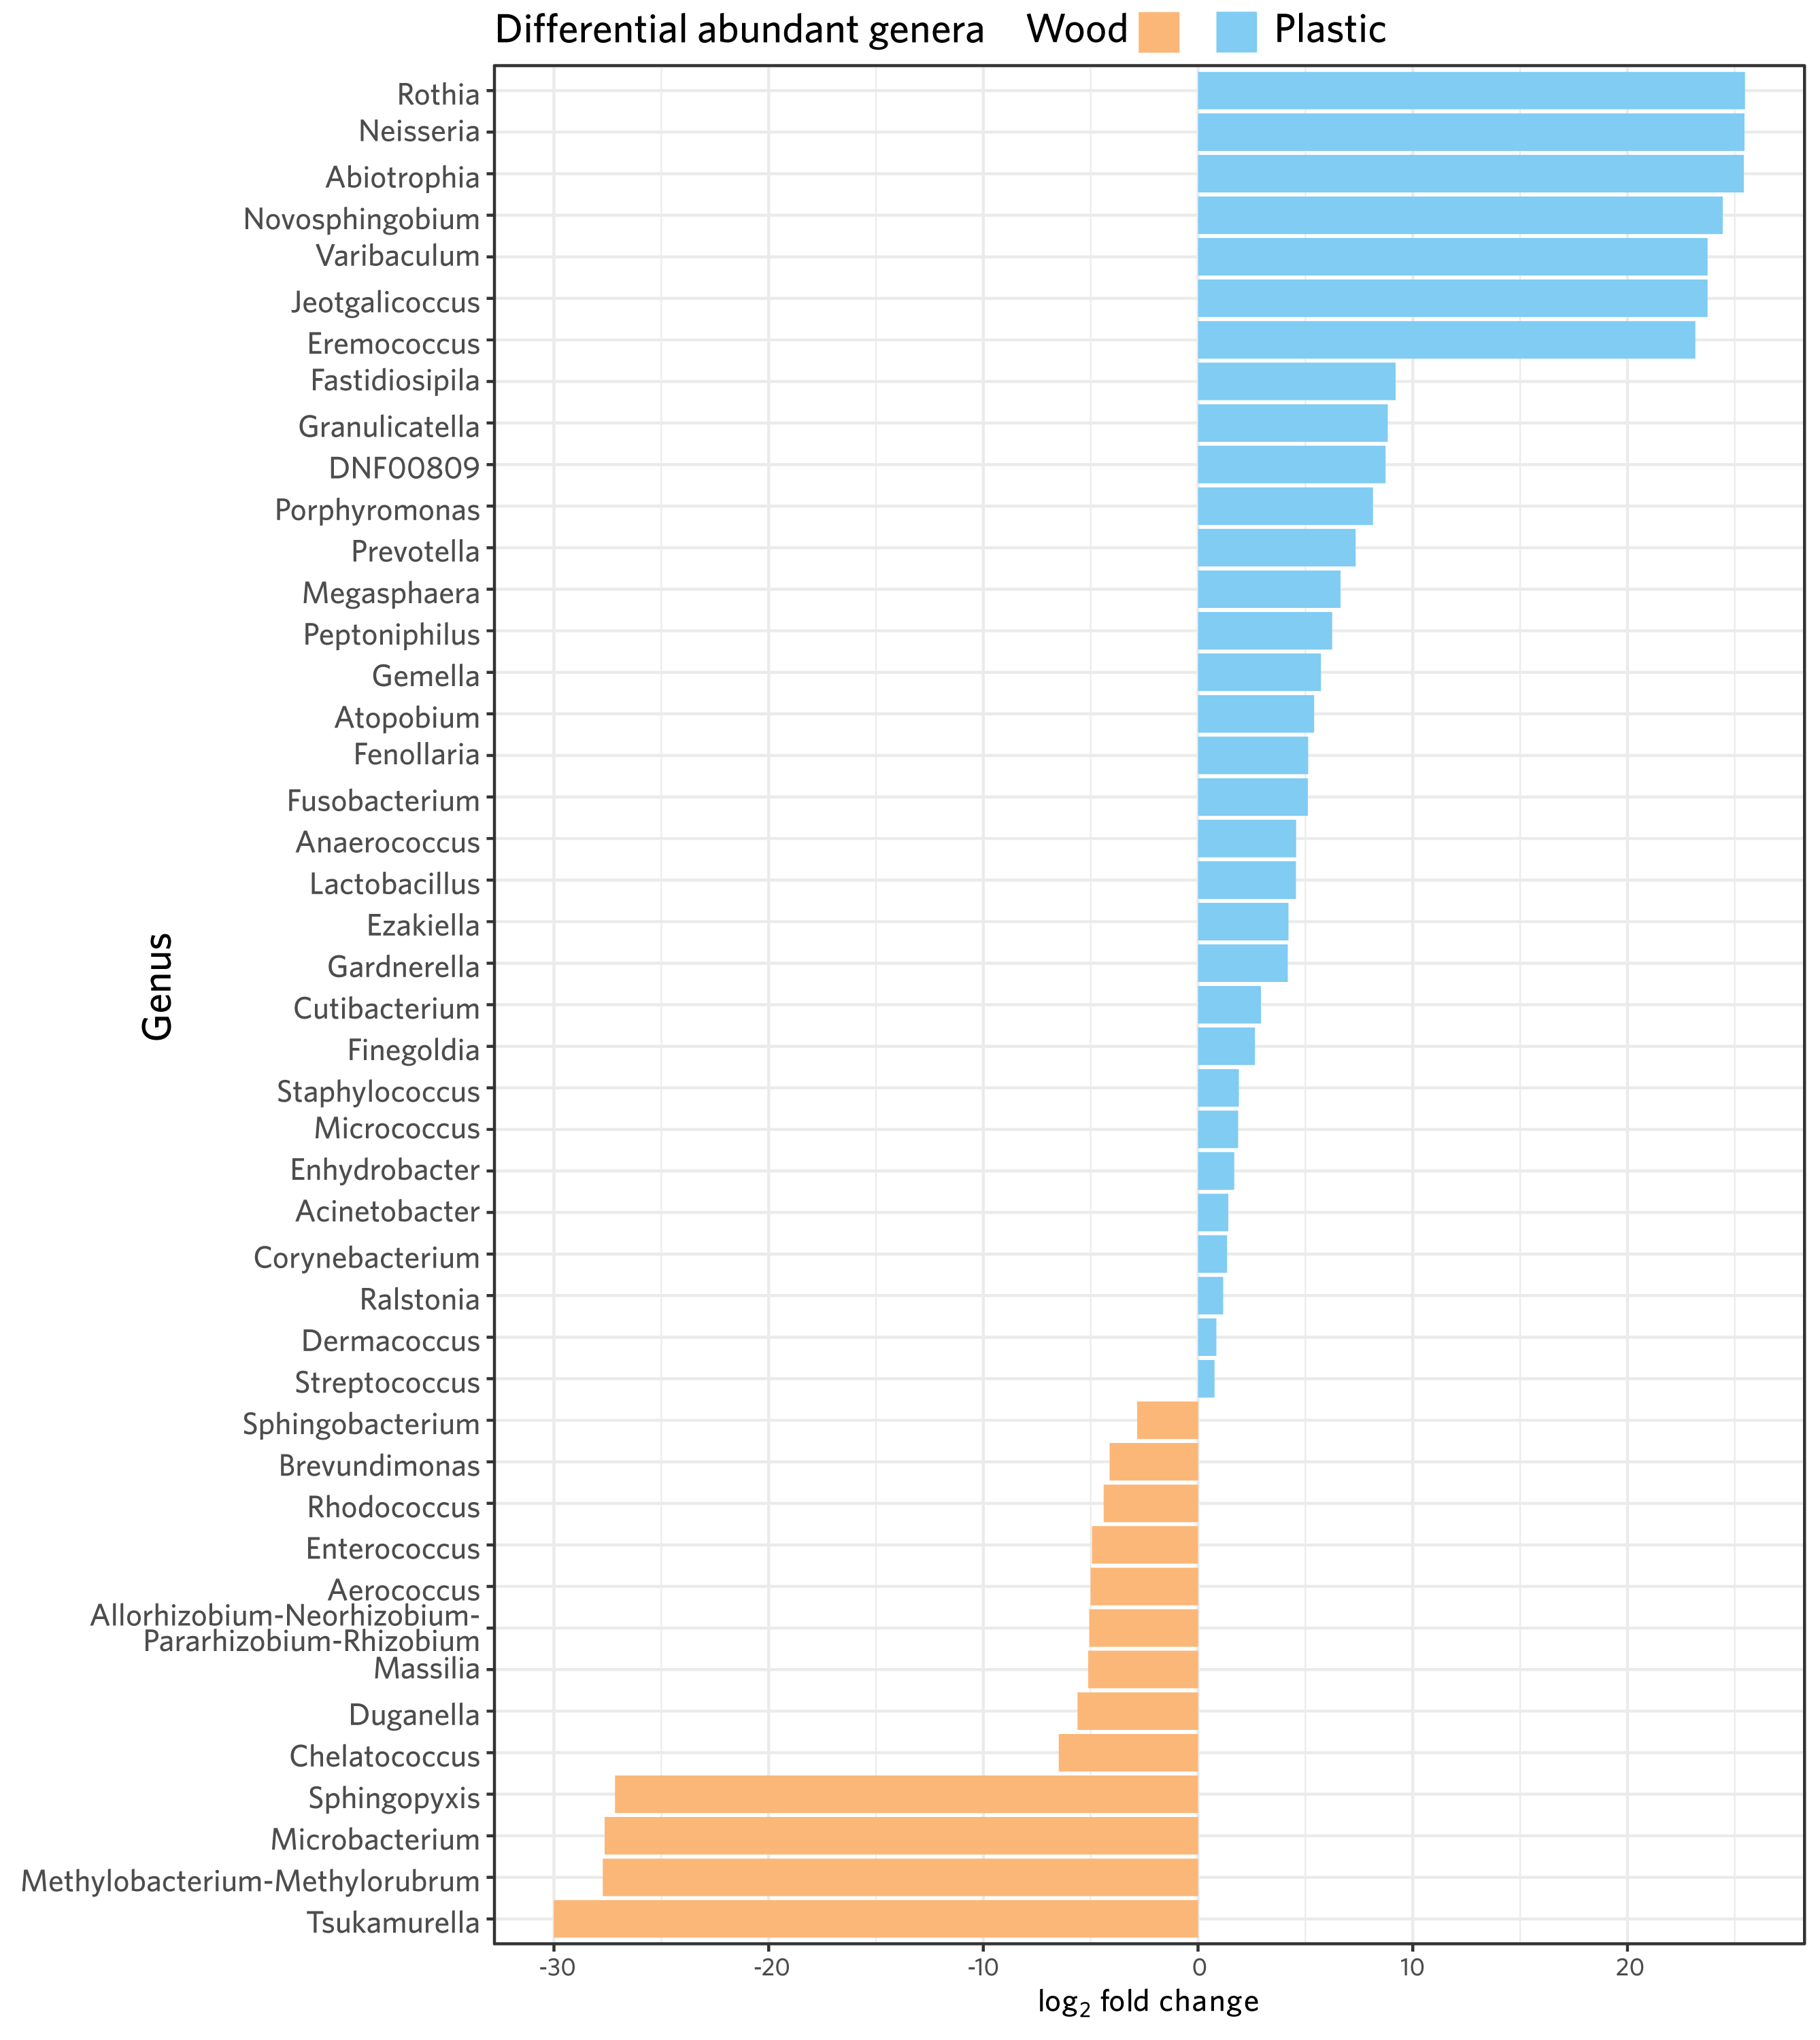 Differential abundant genera Wood Plastic
Rothia
Neisseria
Abiotrophia
Novosphingobium
Varibaculum
Jeotgalicoccus
Eremococcus
Fastidiosipila
Granulicatella
DNF00809
Porphyromonas
Prevotella
Megasphaera
Peptoniphilus
Gemella
Atopobium
Fenollaria
Fusobacterium
Anaerococcus
Lactobacillus
Ezakiella
Gardnerella
Cutibacterium
Finegoldia
Staphylococcus
Micrococcus
Enhydrobacter
Acinetobacter
Corynebacterium
Ralstonia
Dermacoccus
Streptococcus
Sphingobacterium
Brevundimonas
Rhodococcus
Enterococcus
Aerococcus
Allorhizobium-Neorhizobium-
Pararhizobium-Rhizobium
Massilia
Duganella
Chelatococcus
Sphingopyxis
Microbacterium
Methylobacterium-Methylorubrum
Tsukamurella
Genus
-30 -20 -10 0 10 20
log₂ fold change